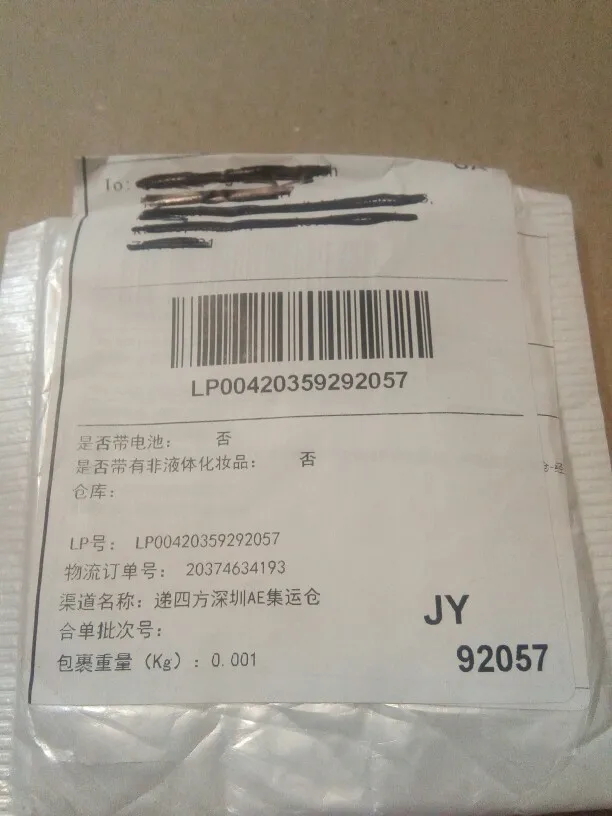 To:
LP00420359292057
是否带电池： 否
是否带有非液体化妆品： 否
仓库：
LP号： LP00420359292057
物流订单号： 20374634193
渠道名称：递四方深圳AE集运仓
合单批次号：
包裹重量（Kg）：0.001
JY
92057